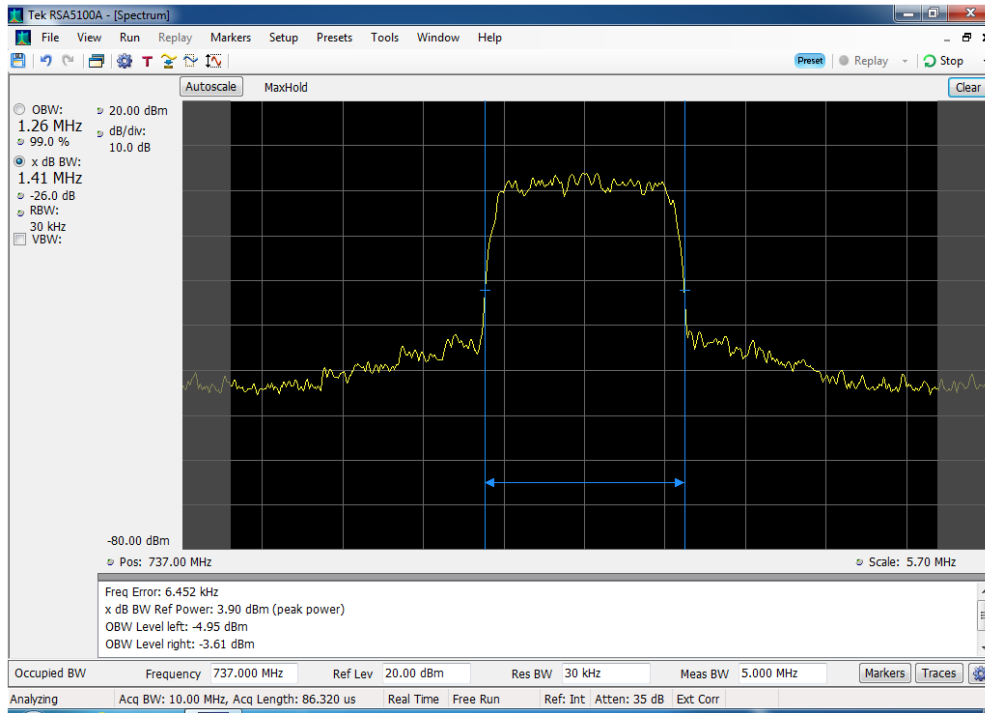 Tek RSA5100A - [Spectrum]
File View Run Replay Markers Setup Presets Tools Window Help
Preset Replay Stop
Autoscale MaxHold Clear
OBW:
1.26 MHz
99.0 %
x dB BW:
1.41 MHz
-26.0 dB
RBW:
30 kHz
VBW:
20.00 dBm
dB/div:
10.0 dB
-80.00 dBm
Pos: 737.00 MHz Scale: 5.70 MHz
Freq Error: 6.452 kHz
x dB BW Ref Power: 3.90 dBm (peak power)
OBW Level left: -4.95 dBm
OBW Level right: -3.61 dBm
Occupied BW Frequency 737.000 MHz Ref Lev 20.00 dBm Res BW 30 kHz Meas BW 5.000 MHz Markers Traces
Analyzing Acq BW: 10.00 MHz, Acq Length: 86.320 us Real Time Free Run Ref: Int Atten: 35 dB Ext Corr